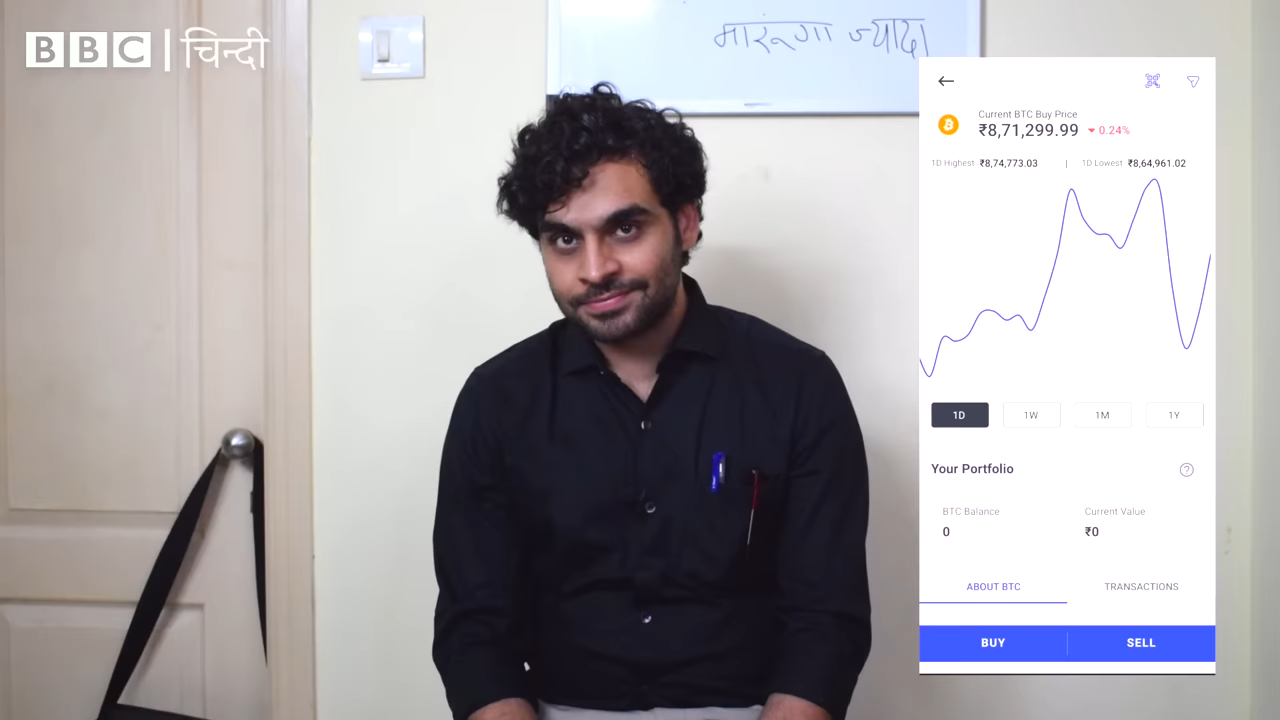 BBC | चिन्दी
मारूंगा ज्यादा
Current BTC Buy Price
₹8,71,299.99 0.24%
1D Highest ₹8,74,773.03 | 1D Lowest ₹8,64,961.02
1D 1W 1M 1Y
Your Portfolio
BTC Balance Current Value
0 ₹0
ABOUT BTC TRANSACTIONS
BUY SELL